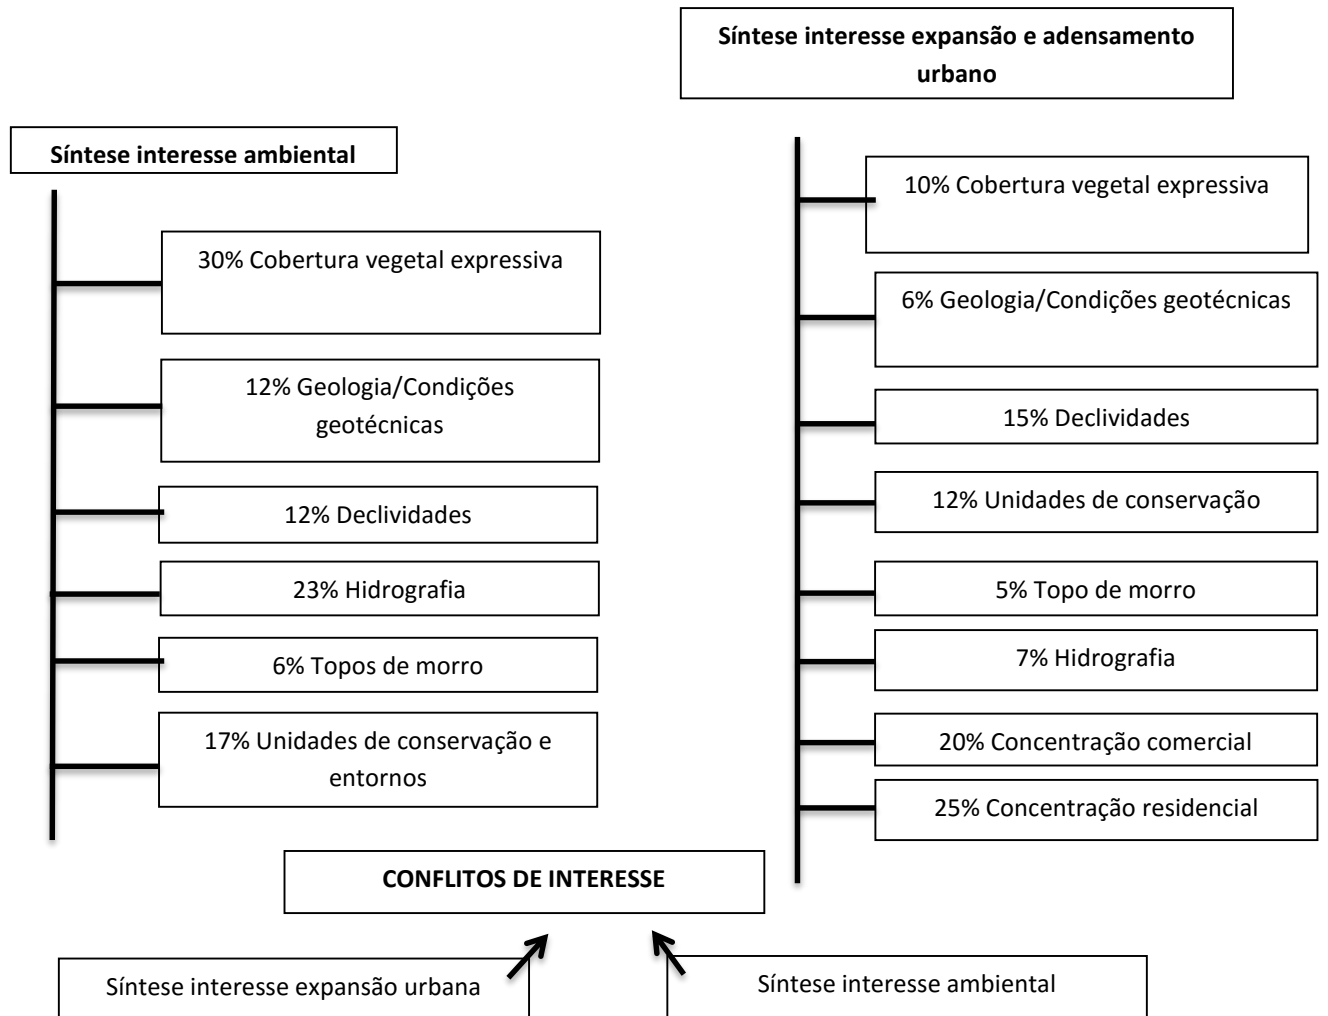 Síntese interesse expansão e adensamento
urbano
Síntese interesse ambiental
30% Cobertura vegetal expressiva
12% Geologia/Condições
geotécnicas
12% Declividades
23% Hidrografia
6% Topos de morro
17% Unidades de conservação e
entornos
10% Cobertura vegetal expressiva
6% Geologia/Condições geotécnicas
15% Declividades
12% Unidades de conservação
5% Topo de morro
7% Hidrografia
20% Concentração comercial
25% Concentração residencial
CONFLITOS DE INTERESSE
Síntese interesse expansão urbana
Síntese interesse ambiental